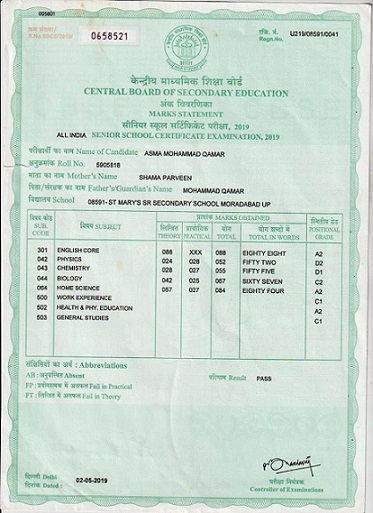 005801
क्रम संख्या / S.No.SSCE/2019 0658521
रजि. नं. Regn.No. U219/08591/0041
केन्द्रीय माध्यमिक शिक्षा बोर्ड
CENTRAL BOARD OF SECONDARY EDUCATION
अंक विवरणिका
MARKS STATEMENT
सीनियर स्कूल सर्टिफिकेट परीक्षा, 2019
ALL INDIA SENIOR SCHOOL CERTIFICATE EXAMINATION, 2019
परीक्षार्थी का नाम Name of Candidate ASMA MOHAMMAD QAMAR
अनुक्रमांक Roll No. 5905818
माता का नाम Mother's Name SHAMA PARVEEN
पिता/संरक्षक का नाम Father's/Guardian's Name MOHAMMAD QAMAR
विद्यालय School 08591-ST MARY'S SR SECONDARY SCHOOL MORADABAD UP
प्राप्तांक MARKS OBTAINED
विषय कोड SUB. CODE विषय SUBJECT लिखित THEORY प्रायोगिक PRACTICAL योग TOTAL योग शब्दों में TOTAL IN WORDS स्थितीय ग्रेड POSITIONAL GRADE
301 ENGLISH CORE 088 XXX 088 EIGHTY EIGHT A2
042 PHYSICS 024 028 052 FIFTY TWO D2
043 CHEMISTRY 028 027 055 FIFTY FIVE D1
044 BIOLOGY 042 025 067 SIXTY SEVEN C2
064 HOME SCIENCE 057 027 084 EIGHTY FOUR A2
500 WORK EXPERIENCE C1
502 HEALTH & PHY. EDUCATION A2
503 GENERAL STUDIES C1
संक्षिप्तियों का अर्थ : Abbreviations
AB : अनुपस्थित Absent
FP : प्रयोगात्मक में असफल Fail in Practical
FT : लिखित में असफल Fail in Theory
परिणाम Result PASS
दिल्ली Delhi
दिनांक Dated : 02-05-2019
परीक्षा नियंत्रक
Controller of Examinations